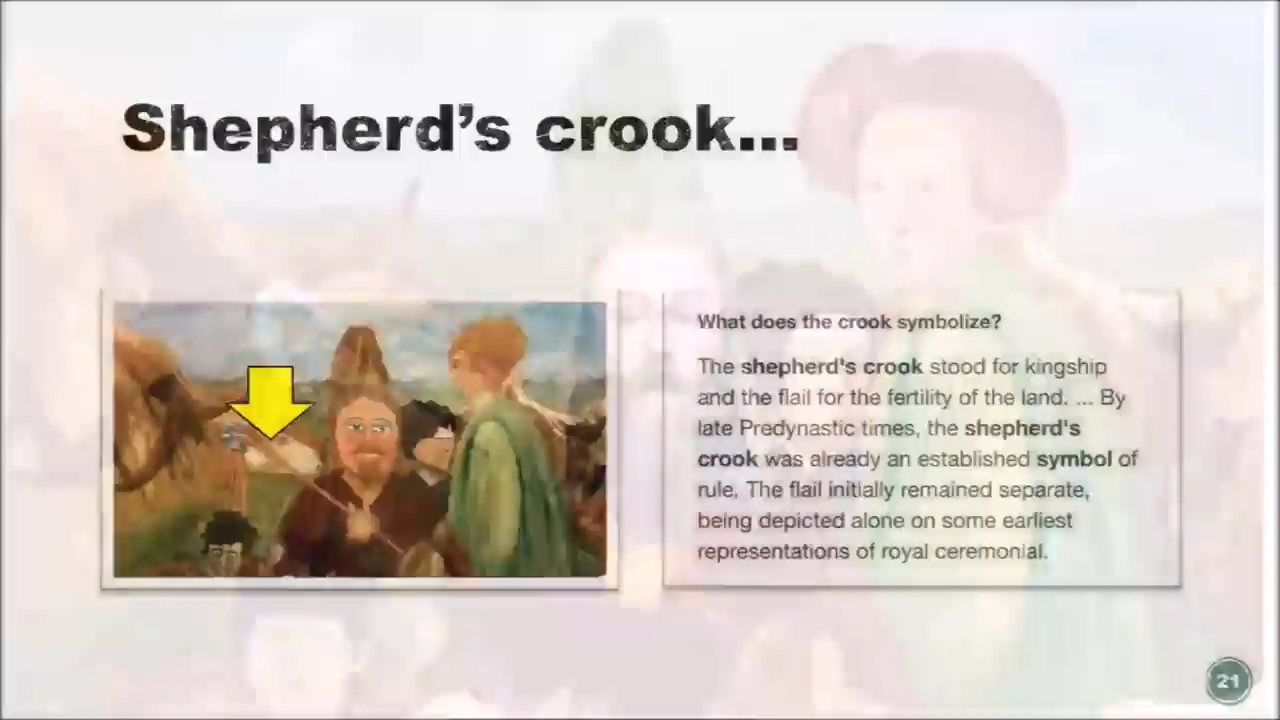 Shepherd's crook...
What does the crook symbolize?
The shepherd's crook stood for kingship
and the flail for the fertility of the land. ... By
late Predynastic times, the shepherd's
crook was already an established symbol of
rule. The flail initially remained separate,
being depicted alone on some earliest
representations of royal ceremonial.
21